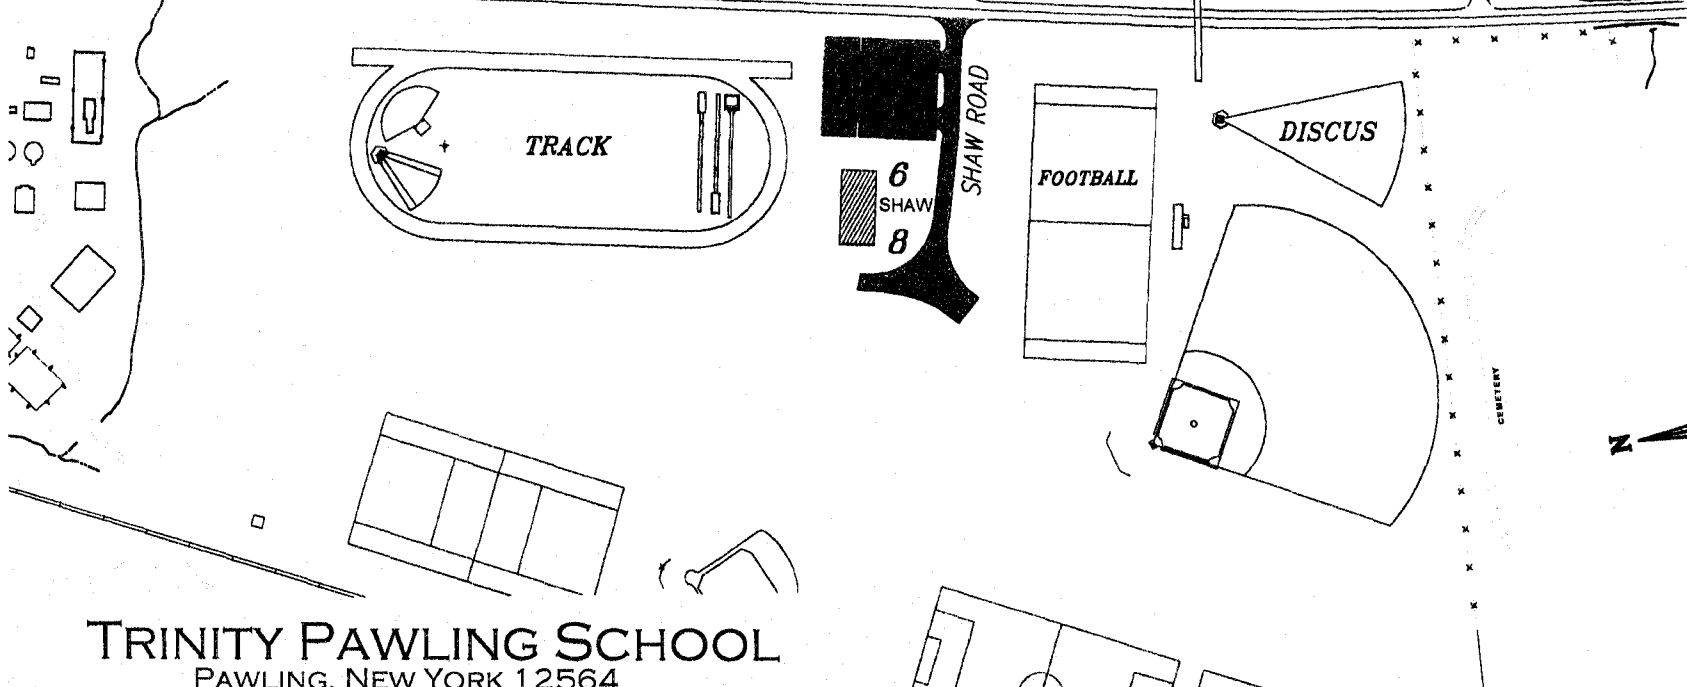 TRACK
6
SHAW
8
SHAW ROAD
FOOTBALL
DISCUS
CEMETERY
N
TRINITY PAWLING SCHOOL
PAWLING, NEW YORK 12564